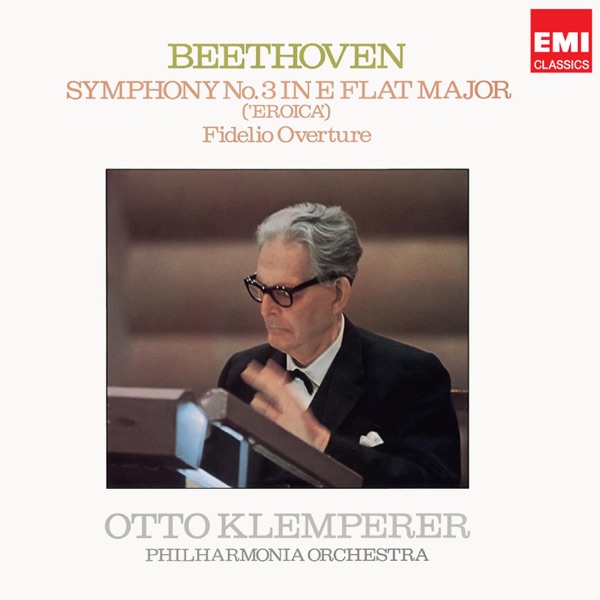 EMI
CLASSICS
BEETHOVEN
SYMPHONY No. 3 IN E FLAT MAJOR
('EROICA')
Fidelio Overture
OTTO KLEMPERER
PHILHARMONIA ORCHESTRA